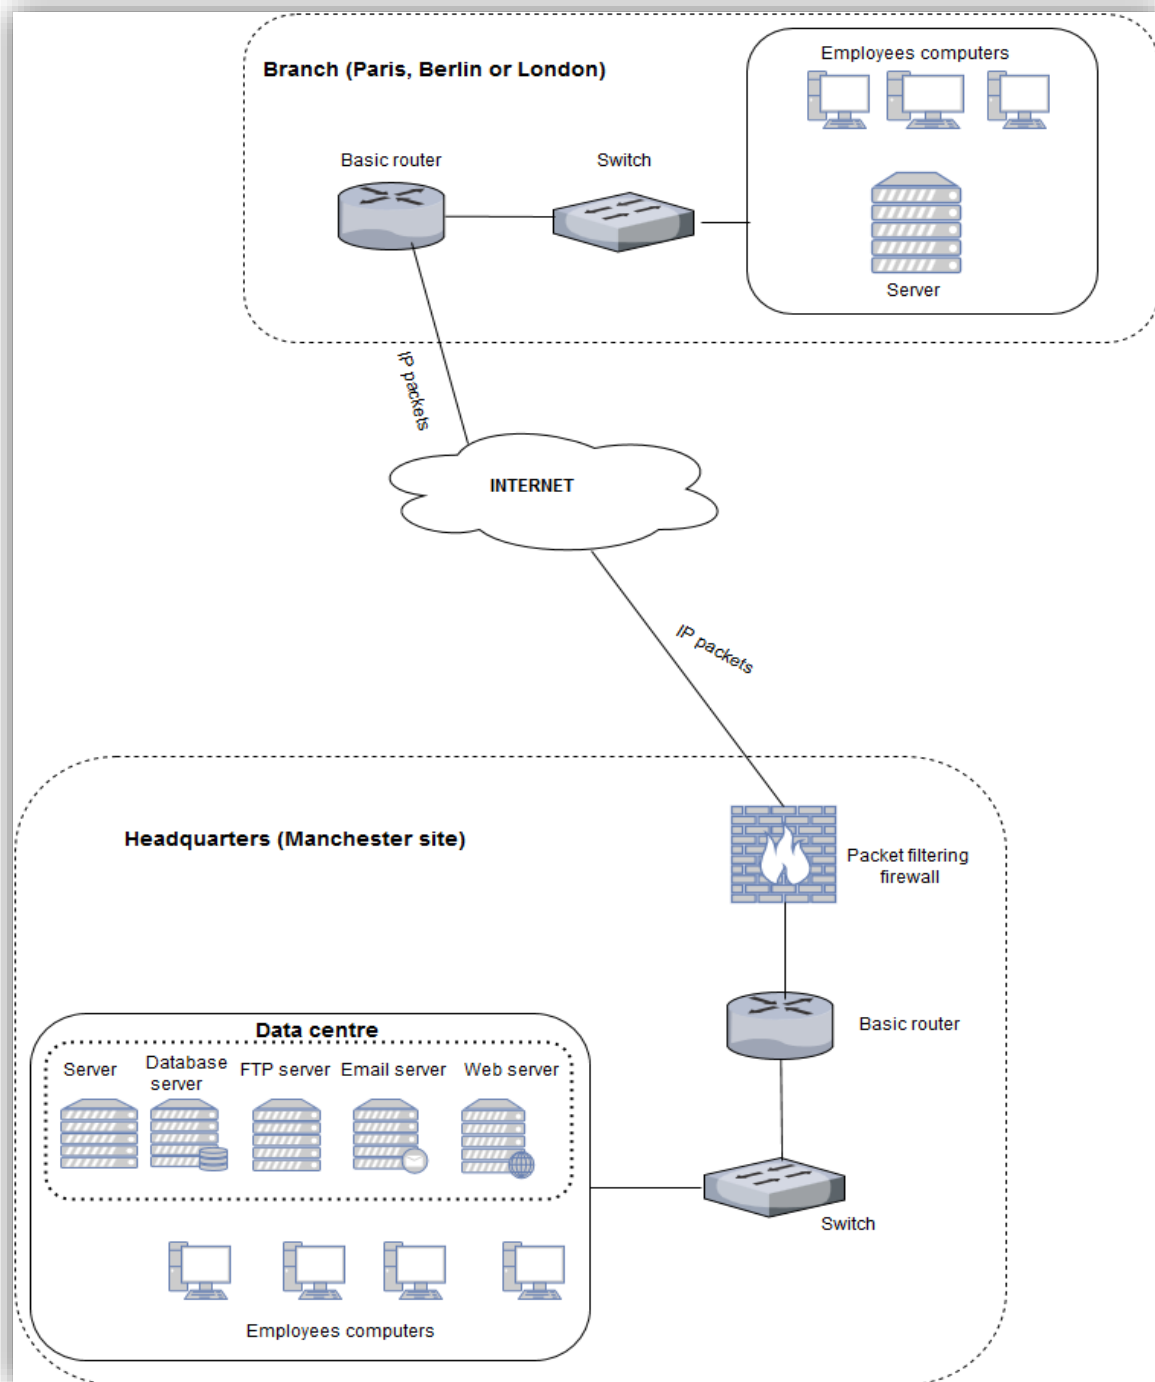 Branch (Paris, Berlin or London)
Employees computers
Basic router
Switch
Server
IP packets
INTERNET
IP packets
Headquarters (Manchester site)
Packet filtering
firewall
Basic router
Data centre
Server
Database
server
FTP server
Email server
Web server
Switch
Employees computers